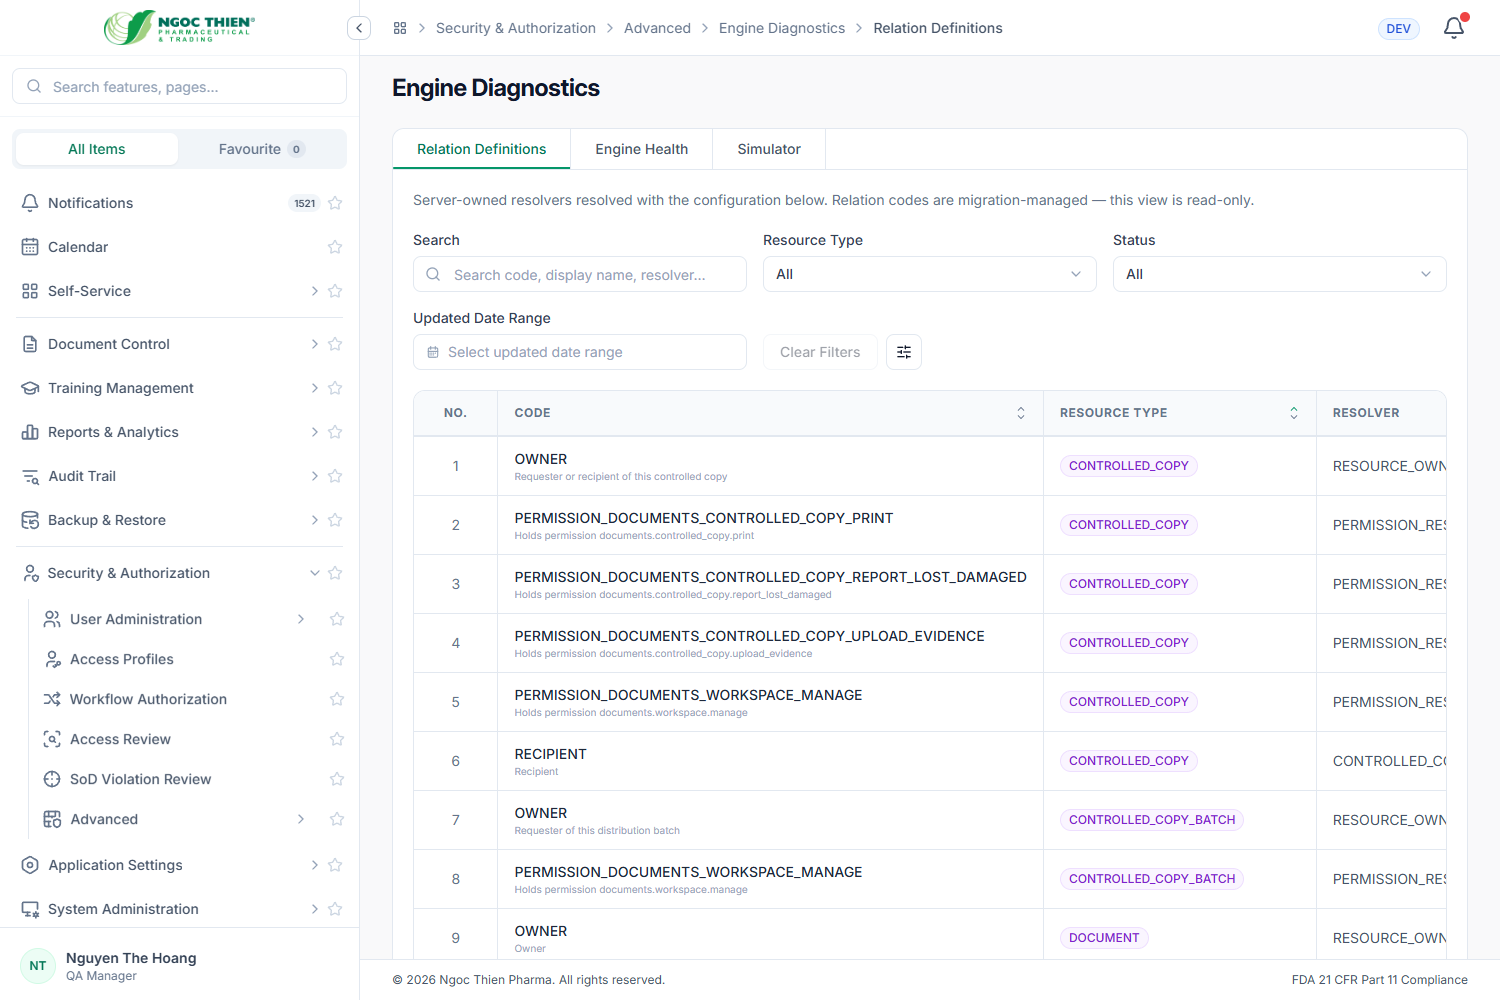 NGOC THIEN®
PHARMACEUTICAL
& TRADING
Search features, pages...
All Items
Favourite 0
Notifications 1521
Calendar
Self-Service
Document Control
Training Management
Reports & Analytics
Audit Trail
Backup & Restore
Security & Authorization
User Administration
Access Profiles
Workflow Authorization
Access Review
SoD Violation Review
Advanced
Application Settings
System Administration
NT
Nguyen The Hoang
QA Manager
Security & Authorization > Advanced > Engine Diagnostics > Relation Definitions
DEV
Engine Diagnostics
Relation Definitions
Engine Health
Simulator
Server-owned resolvers resolved with the configuration below. Relation codes are migration-managed — this view is read-only.
Search
Resource Type
Status
Search code, display name, resolver...
All
All
Updated Date Range
Select updated date range
Clear Filters
NO. CODE RESOURCE TYPE RESOLVER
1 OWNER CONTROLLED_COPY RESOURCE_OWN
Requester or recipient of this controlled copy
2 PERMISSION_DOCUMENTS_CONTROLLED_COPY_PRINT CONTROLLED_COPY PERMISSION_RES
Holds permission documents.controlled_copy.print
3 PERMISSION_DOCUMENTS_CONTROLLED_COPY_REPORT_LOST_DAMAGED CONTROLLED_COPY PERMISSION_RES
Holds permission documents.controlled_copy.report_lost_damaged
4 PERMISSION_DOCUMENTS_CONTROLLED_COPY_UPLOAD_EVIDENCE CONTROLLED_COPY PERMISSION_RES
Holds permission documents.controlled_copy.upload_evidence
5 PERMISSION_DOCUMENTS_WORKSPACE_MANAGE CONTROLLED_COPY PERMISSION_RES
Holds permission documents.workspace.manage
6 RECIPIENT CONTROLLED_COPY CONTROLLED_CO
Recipient
7 OWNER CONTROLLED_COPY_BATCH RESOURCE_OWN
Requester of this distribution batch
8 PERMISSION_DOCUMENTS_WORKSPACE_MANAGE CONTROLLED_COPY_BATCH PERMISSION_RES
Holds permission documents.workspace.manage
9 OWNER DOCUMENT RESOURCE_OWN
Owner
© 2026 Ngoc Thien Pharma. All rights reserved.
FDA 21 CFR Part 11 Compliance